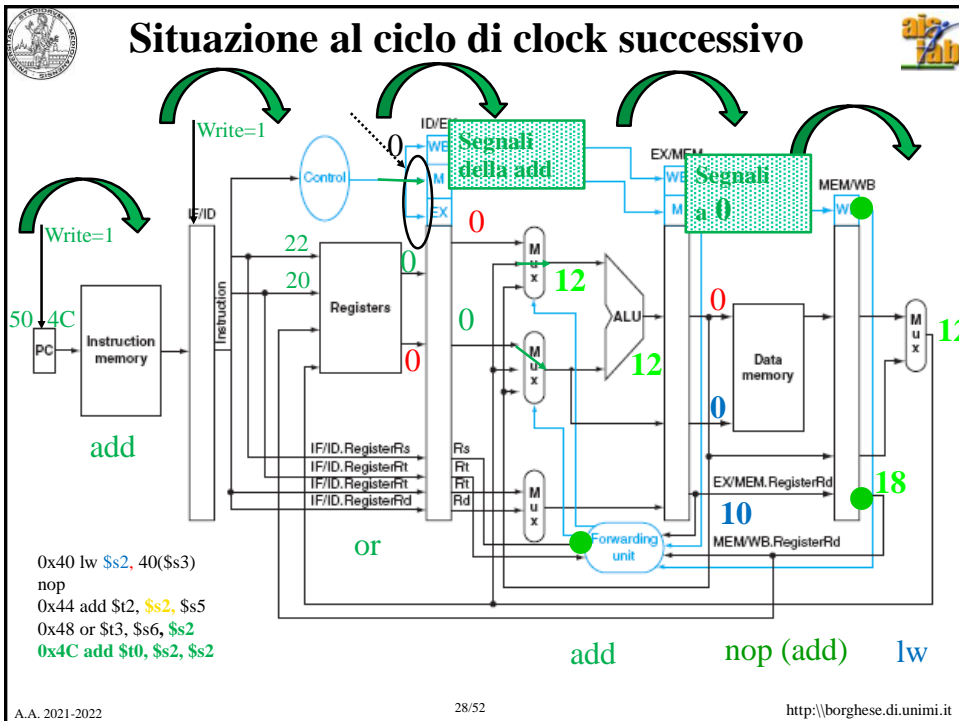 Situazione al ciclo di clock successivo
Write=1
Write=1
Control
0
ID/EX
WB
M
EX
Segnali
della add
EX/MEM
WB
M
Segnali
a 0
MEM/WB
WB
IF/ID
50 4C
PC
Instruction
memory
add
Instruction
22
20
Registers
0
0
0
0
Mux
Mux
Mux
12
12
ALU
0
0
Data
memory
Mux
12
IF/ID.RegisterRs
IF/ID.RegisterRt
IF/ID.RegisterRt
IF/ID.RegisterRd
Rs
Rt
Rt
Rd
EX/MEM.RegisterRd
18
10
Forwarding
unit
MEM/WB.RegisterRd
or
0x40 lw $s2, 40($s3)
nop
0x44 add $t2, $s2, $s5
0x48 or $t3, $s6, $s2
0x4C add $t0, $s2, $s2
add
nop (add)
lw
A.A. 2021-2022
28/52
http:\\borghese.di.unimi.it